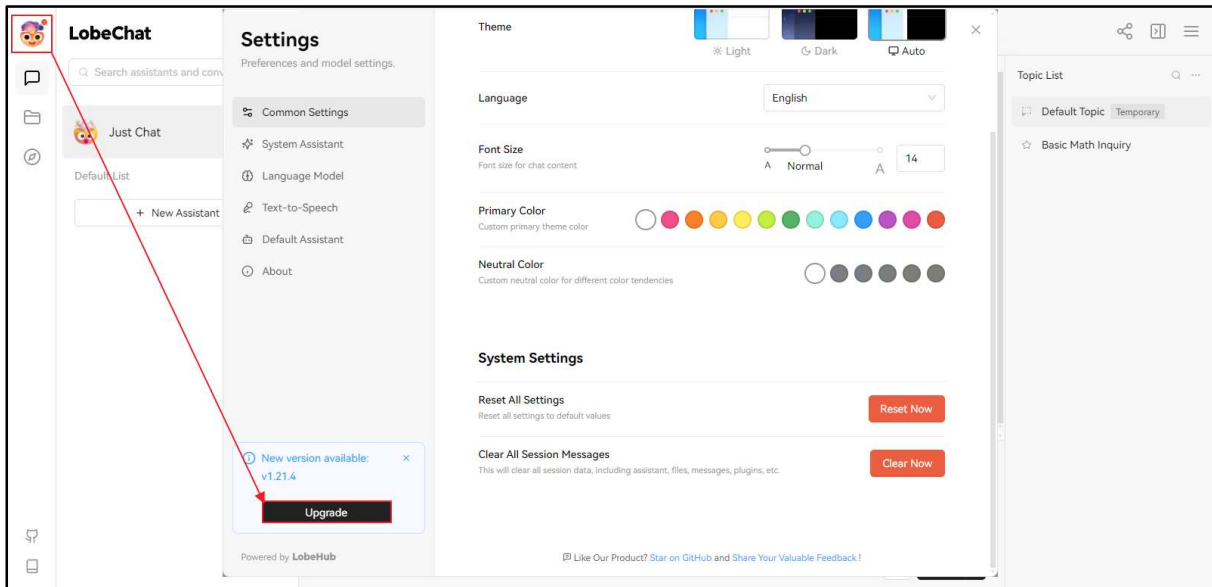 LobeChat
Search assistants and conv
Just Chat
Default List
+ New Assistant
Settings
Preferences and model settings.
Common Settings
System Assistant
Language Model
Text-to-Speech
Default Assistant
About
New version available:
v1.21.4
Upgrade
Powered by LobeHub
Theme
Light
Dark
Auto
Language
English
Font Size
Font size for chat content
A
Normal
A
14
Primary Color
Custom primary theme color
Neutral Color
Custom neutral color for different color tendencies
System Settings
Reset All Settings
Reset all settings to default values
Reset Now
Clear All Session Messages
This will clear all session data, including assistant, files, messages, plugins, etc.
Clear Now
Like Our Product? Star on GitHub and Share Your Valuable Feedback !
Topic List
Default Topic Temporary
Basic Math Inquiry